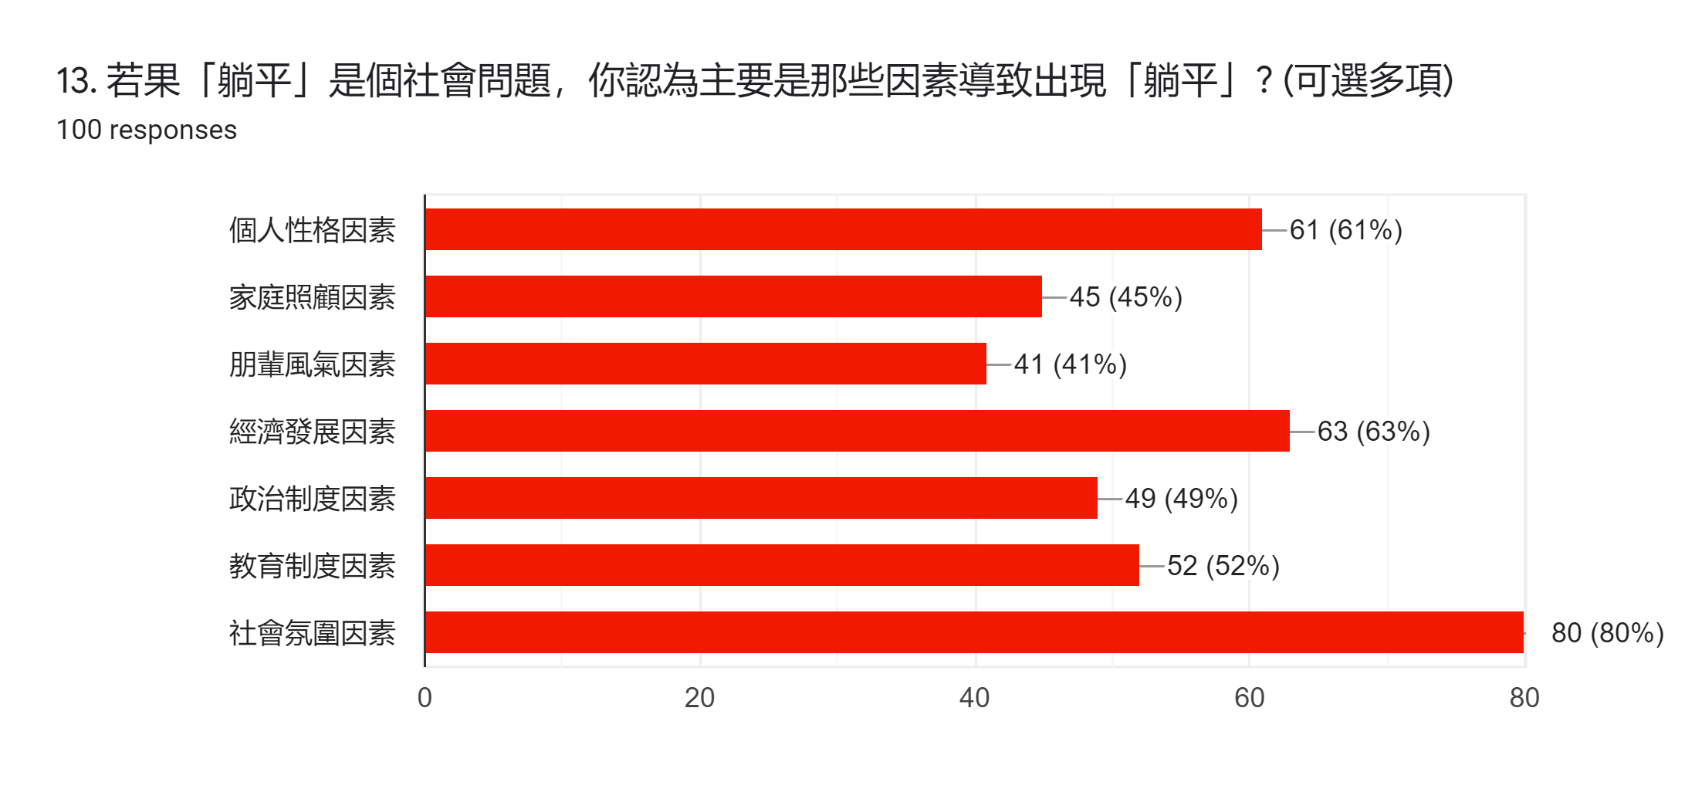 13. 若果「躺平」是個社會問題，你認為主要是那些因素導致出現「躺平」? (可選多項)
100 responses
個人性格因素 61 (61%)
家庭照顧因素 45 (45%)
朋輩風氣因素 41 (41%)
經濟發展因素 63 (63%)
政治制度因素 49 (49%)
教育制度因素 52 (52%)
社會氛圍因素 80 (80%)
0 20 40 60 80